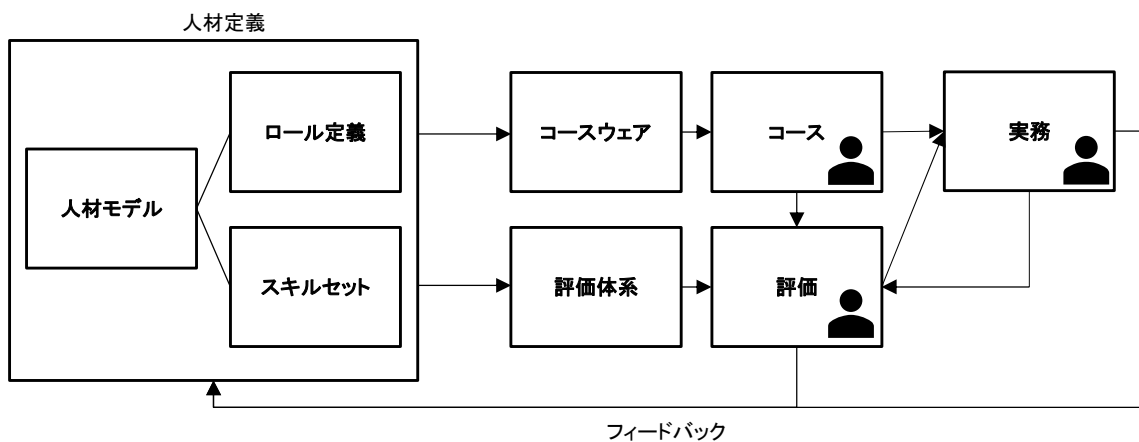 人材定義
人材モデル
ロール定義
スキルセット
コースウェア
コース
実務
評価体系
評価
フィードバック